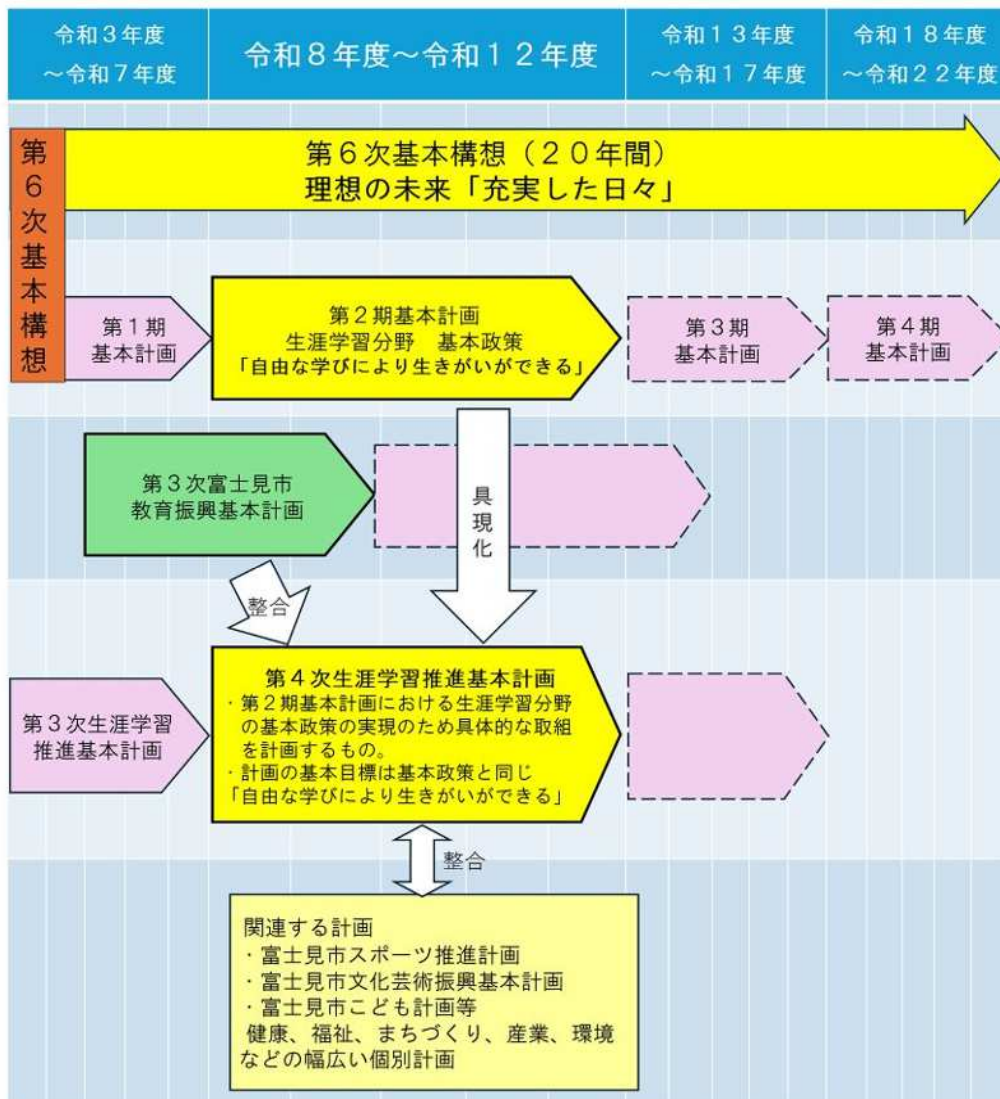 令和3年度
～令和7年度
令和8年度～令和12年度
令和13年度
～令和17年度
令和18年度
～令和22年度
第6次基本構想
第6次基本構想（20年間）
理想の未来「充実した日々」
第1期
基本計画
第2期基本計画
生涯学習分野　基本政策
「自由な学びにより生きがいができる」
第3期
基本計画
第4期
基本計画
第3次富士見市
教育振興基本計画
具現化
整合
第3次生涯学習
推進基本計画
第4次生涯学習推進基本計画
・第2期基本計画における生涯学習分野
の基本政策の実現のため具体的な取組
を計画するもの。
・計画の基本目標は基本政策と同じ
「自由な学びにより生きがいができる」
整合
関連する計画
・富士見市スポーツ推進計画
・富士見市文化芸術振興基本計画
・富士見市こども計画等
健康、福祉、まちづくり、産業、環境
などの幅広い個別計画